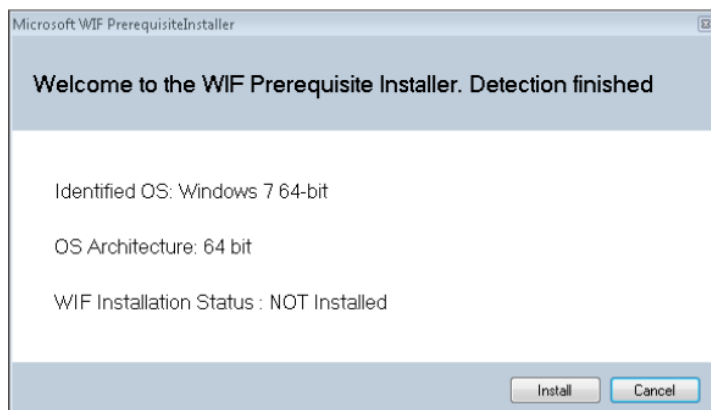 Microsoft WIF PrerequisiteInstaller
Welcome to the WIF Prerequisite Installer. Detection finished
Identified OS: Windows 7 64-bit
OS Architecture: 64 bit
WIF Installation Status : NOT Installed
Install Cancel